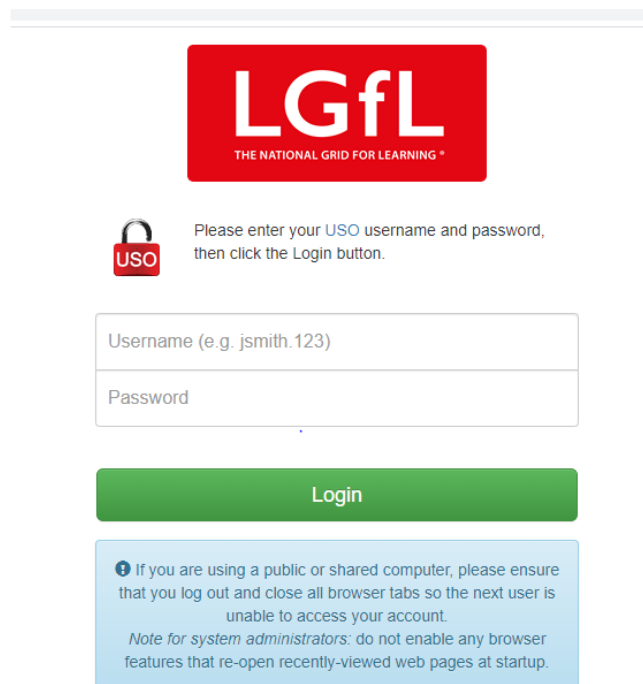 LGfL
THE NATIONAL GRID FOR LEARNING ®
USO
Please enter your USO username and password,
then click the Login button.
Username (e.g. jsmith.123)
Password
Login
If you are using a public or shared computer, please ensure
that you log out and close all browser tabs so the next user is
unable to access your account.
Note for system administrators: do not enable any browser
features that re-open recently-viewed web pages at startup.